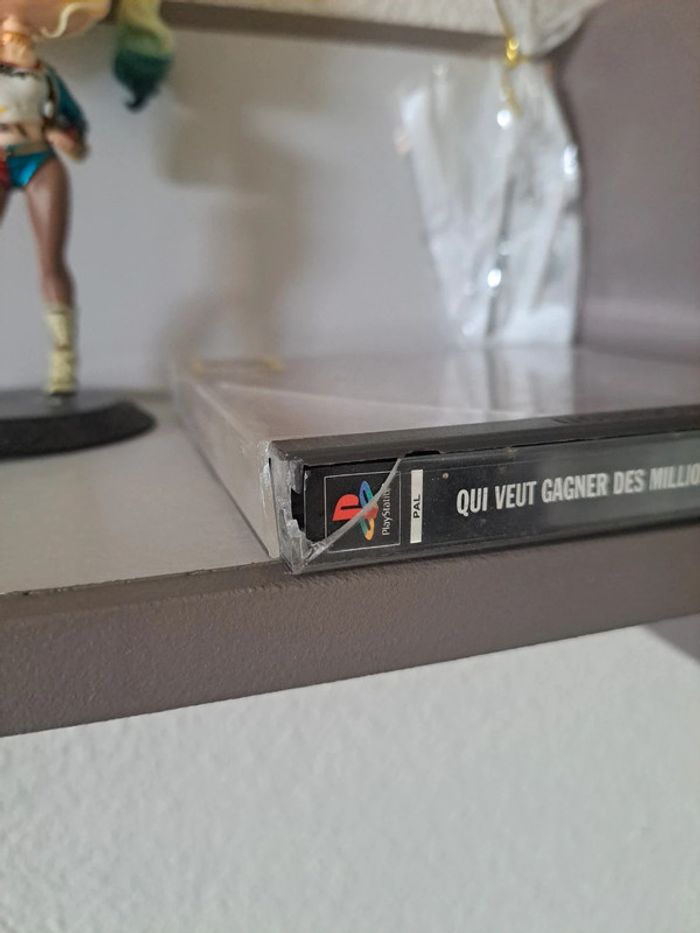 PlayStation
PAL
QUI VEUT GAGNER DES MILLIO